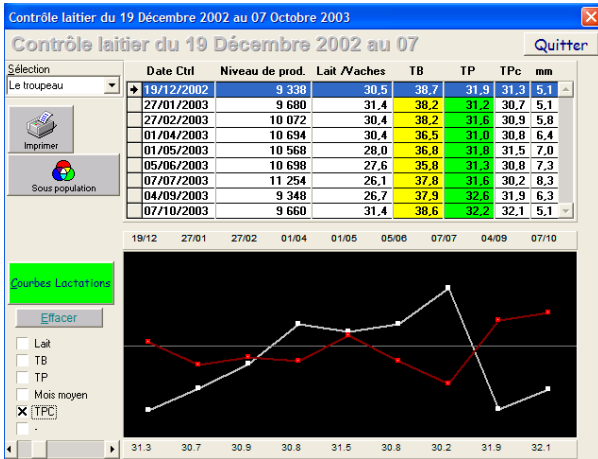 Contrôle laitier du 19 Décembre 2002 au 07 Octobre 2003
Contrôle laitier du 19 Décembre 2002 au 07
Quitter
Sélection
Le troupeau
Imprimer
Sous population
Date Ctrl Niveau de prod. Lait /Vaches TB TP TPc mm
19/12/2002 9 338 30,5 38,7 31,9 31,3 5,1
27/01/2003 9 680 31,4 38,2 31,2 30,7 5,1
27/02/2003 10 072 30,4 38,2 31,6 30,9 5,8
01/04/2003 10 694 30,4 36,5 31,0 30,8 6,4
01/05/2003 10 568 28,0 36,8 31,8 31,5 7,0
05/06/2003 10 698 27,6 35,8 31,3 30,8 7,3
07/07/2003 11 254 26,1 37,8 31,6 30,2 8,3
04/09/2003 9 348 26,7 37,9 32,6 31,9 6,3
07/10/2003 9 660 31,4 38,6 32,2 32,1 5,1
19/12 27/01 27/02 01/04 01/05 05/06 07/07 04/09 07/10
Courbes Lactations
Effacer
Lait
TB
TP
Mois moyen
TPC
-
31.3 30.7 30.9 30.8 31.5 30.8 30.2 31.9 32.1